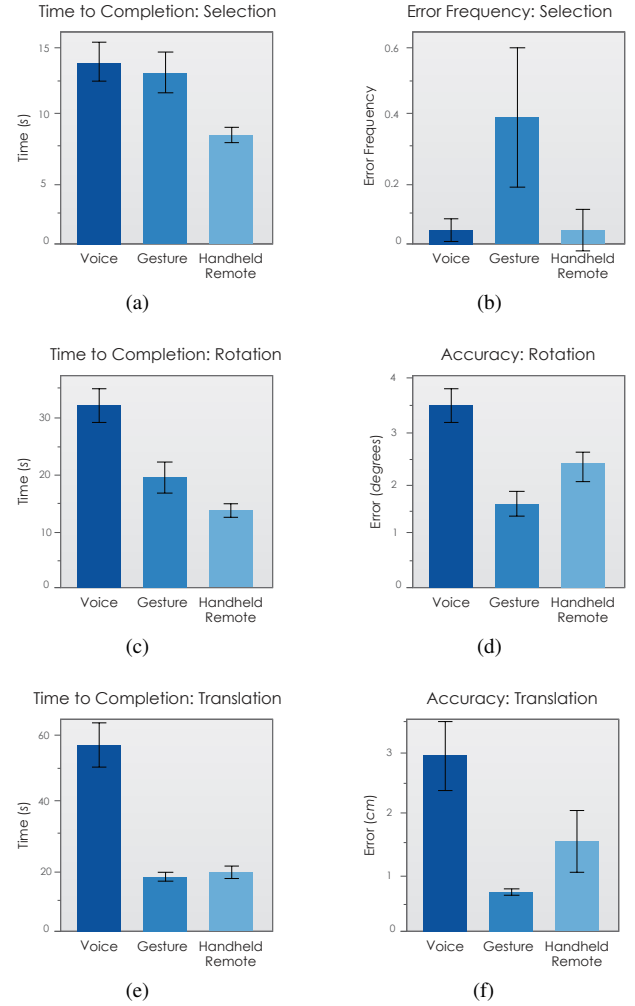 Time to Completion: Selection
Time (s)
15
10
5
0
Voice
Gesture
Handheld
Remote
(a)
Error Frequency: Selection
Error Frequency
0.6
0.4
0.2
0
Voice
Gesture
Handheld
Remote
(b)
Time to Completion: Rotation
Time (s)
30
20
10
0
Voice
Gesture
Handheld
Remote
(c)
Accuracy: Rotation
Error (degrees)
4
3
2
1
0
Voice
Gesture
Handheld
Remote
(d)
Time to Completion: Translation
Time (s)
60
40
20
0
Voice
Gesture
Handheld
Remote
(e)
Accuracy: Translation
Error (cm)
3
2
1
0
Voice
Gesture
Handheld
Remote
(f)